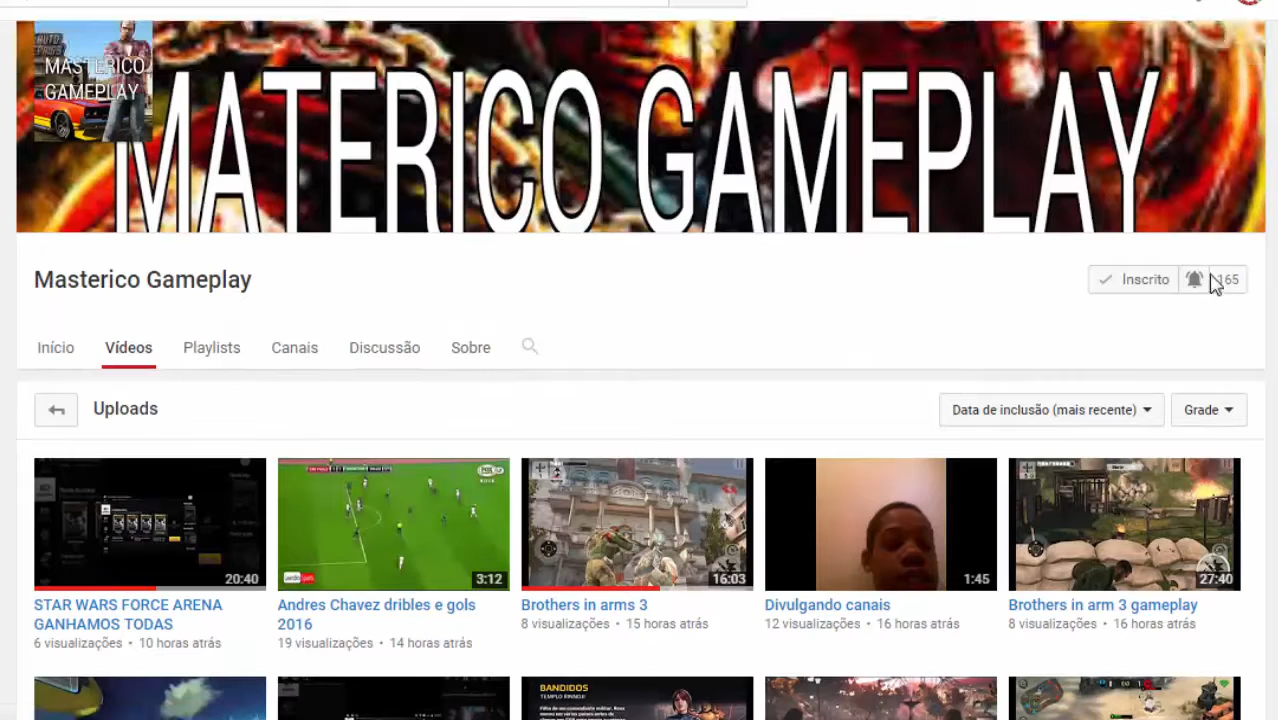 AUTO
MASTERICO
GAMEPLAY
MATERICO GAMEPLAY
Masterico Gameplay
Inscrito
165
Início
Vídeos
Playlists
Canais
Discussão
Sobre
Uploads
Data de inclusão (mais recente)
Grade
20:40
3:12
16:03
1:45
27:40
STAR WARS FORCE ARENA
GANHAMOS TODAS
6 visualizações • 10 horas atrás
Andres Chavez dribles e gols
2016
19 visualizações • 14 horas atrás
Brothers in arms 3
8 visualizações • 15 horas atrás
Divulgando canais
12 visualizações • 16 horas atrás
Brothers in arm 3 gameplay
8 visualizações • 16 horas atrás
BANDIDOS